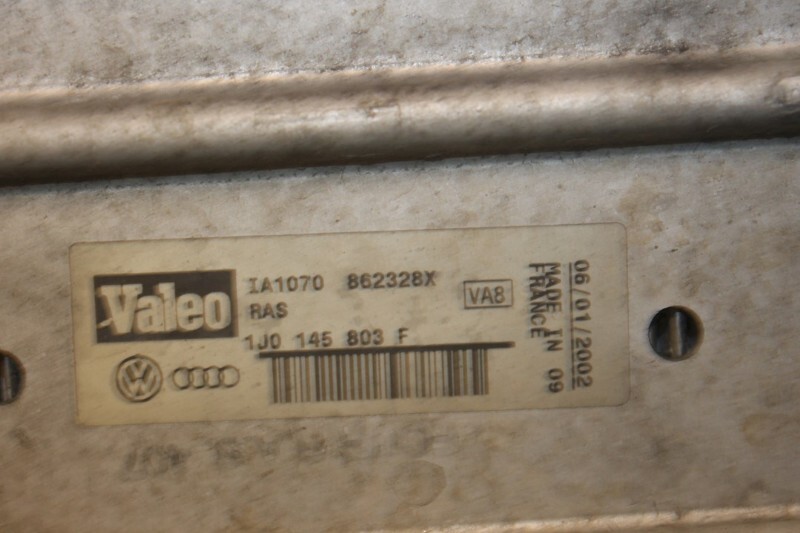 Valeo
IA1070 862328X
RAS
VA8
1J0 145 803 F
06/01/2002
MADE IN 09
FRANCE